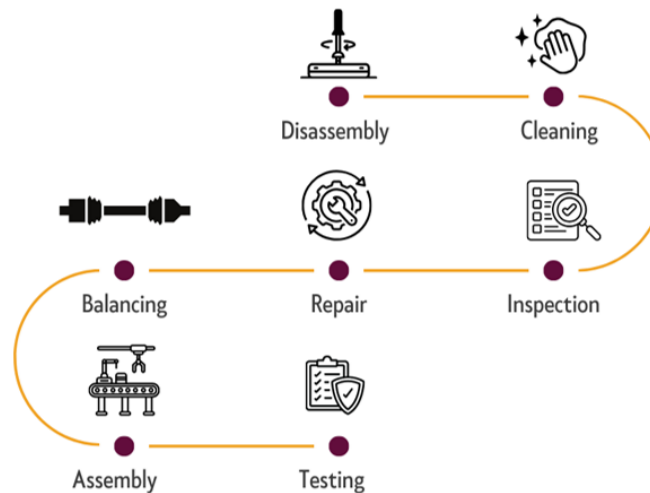 Disassembly
Cleaning
Inspection
Repair
Balancing
Assembly
Testing